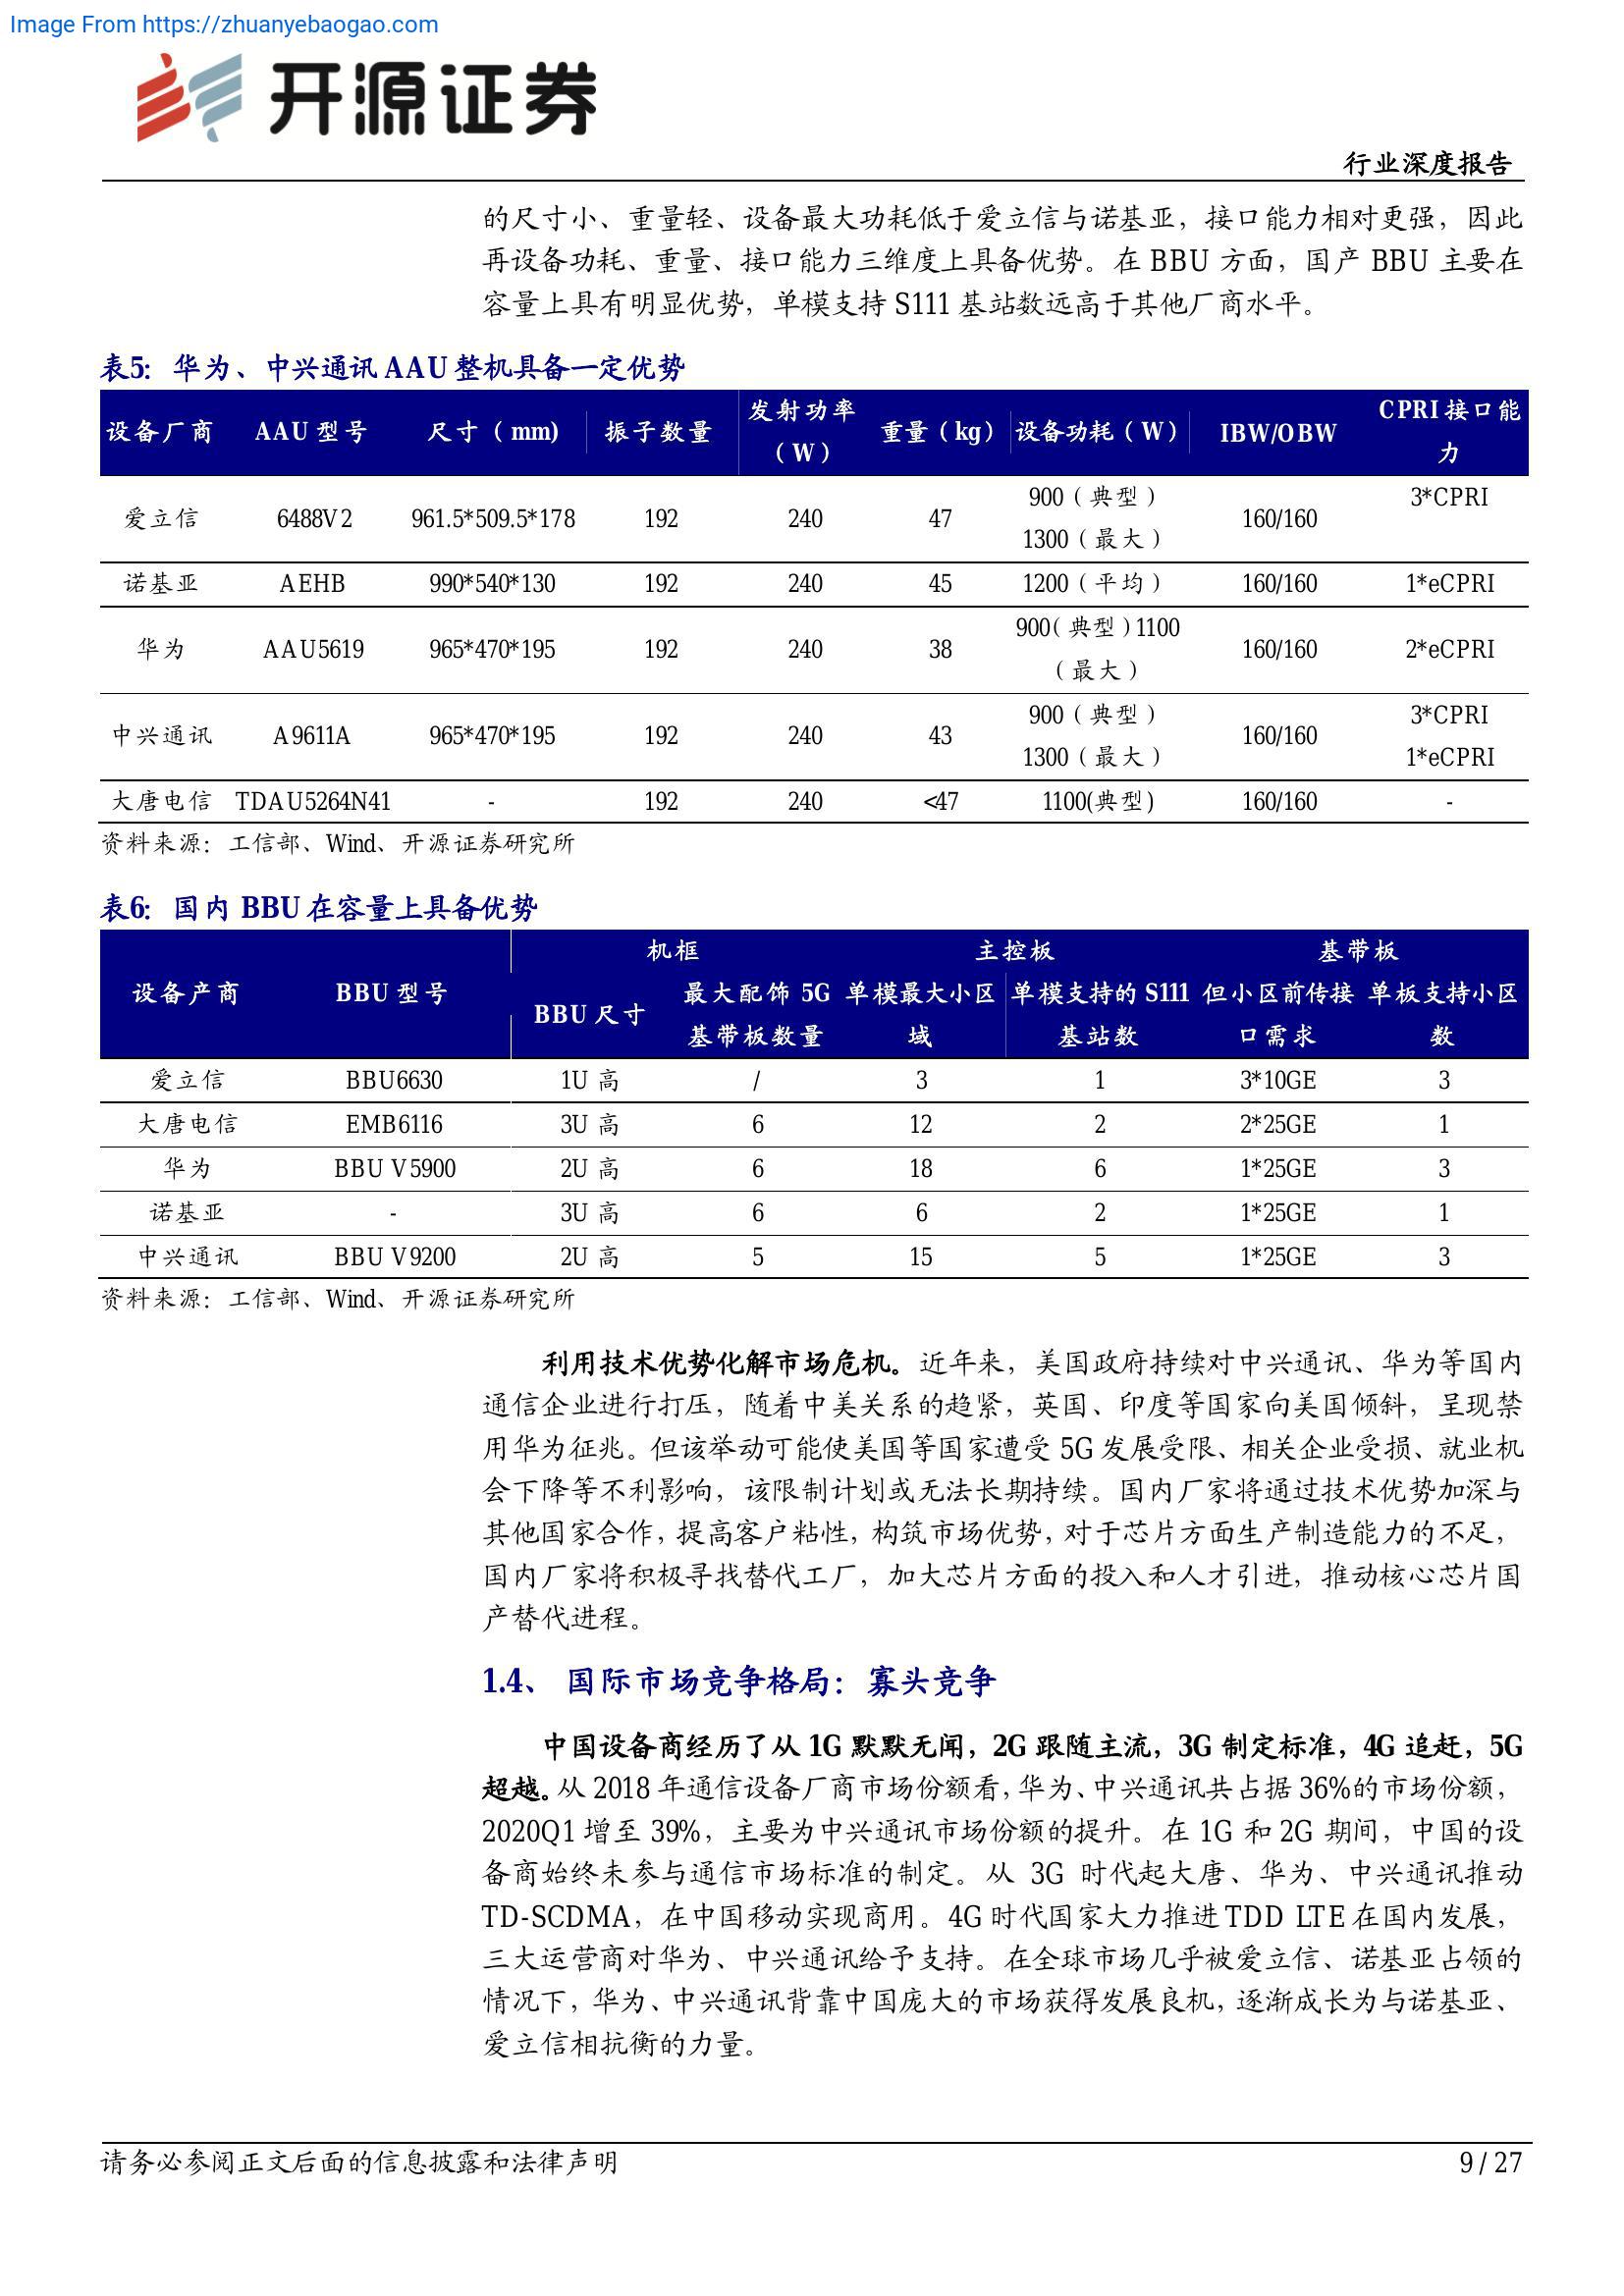 Image From https://zhuanyebaogao.com
开源证券
行业深度报告
的尺寸小、重量轻、设备最大功耗低于爱立信与诺基亚，接口能力相对更强，因此
再设备功耗、重量、接口能力三维度上具备优势。在 BBU 方面，国产 BBU 主要在
容量上具有明显优势，单模支持 S111 基站数远高于其他厂商水平。
表5: 华为、中兴通讯 AAU 整机具备一定优势
设备厂商 AAU 型号 尺寸（mm) 振子数量 发射功率（W） 重量（kg） 设备功耗（W） IBW/OBW CPRI 接口能力
爱立信 6488V2 961.5*509.5*178 192 240 47 900（典型） 1300（最大） 160/160 3*CPRI
诺基亚 AEHB 990*540*130 192 240 45 1200（平均） 160/160 1*eCPRI
华为 AAU5619 965*470*195 192 240 38 900（典型）1100（最大） 160/160 2*eCPRI
中兴通讯 A9611A 965*470*195 192 240 43 900（典型） 1300（最大） 160/160 3*CPRI 1*eCPRI
大唐电信 TDAU5264N41 - 192 240 <47 1100(典型) 160/160 -
资料来源：工信部、Wind、开源证券研究所
表6: 国内 BBU 在容量上具备优势
机框 主控板 基带板
设备产商 BBU 型号 BBU 尺寸 最大配饰 5G 基带板数量 单模最大小区域 单模支持的 S111 基站数 但小区前传接口需求 单板支持小区数
爱立信 BBU6630 1U 高 / 3 1 3*10GE 3
大唐电信 EMB6116 3U 高 6 12 2 2*25GE 1
华为 BBU V5900 2U 高 6 18 6 1*25GE 3
诺基亚 - 3U 高 6 6 2 1*25GE 1
中兴通讯 BBU V9200 2U 高 5 15 5 1*25GE 3
资料来源：工信部、Wind、开源证券研究所
利用技术优势化解市场危机。近年来，美国政府持续对中兴通讯、华为等国内
通信企业进行打压，随着中美关系的趋紧，英国、印度等国家向美国倾斜，呈现禁
用华为征兆。但该举动可能使美国等国家遭受 5G 发展受限、相关企业受损、就业机
会下降等不利影响，该限制计划或无法长期持续。国内厂家将通过技术优势加深与
其他国家合作，提高客户粘性，构筑市场优势，对于芯片方面生产制造能力的不足，
国内厂家将积极寻找替代工厂，加大芯片方面的投入和人才引进，推动核心芯片国
产替代进程。
1.4、 国际市场竞争格局：寡头竞争
中国设备商经历了从 1G 默默无闻，2G 跟随主流，3G 制定标准，4G 追赶，5G
超越。从 2018 年通信设备厂商市场份额看，华为、中兴通讯共占据 36%的市场份额，
2020Q1 增至 39%，主要为中兴通讯市场份额的提升。在 1G 和 2G 期间，中国的设
备商始终未参与通信市场标准的制定。从 3G 时代起大唐、华为、中兴通讯推动
TD-SCDMA，在中国移动实现商用。4G 时代国家大力推进 TDD LTE 在国内发展，
三大运营商对华为、中兴通讯给予支持。在全球市场几乎被爱立信、诺基亚占领的
情况下，华为、中兴通讯背靠中国庞大的市场获得发展良机，逐渐成长为与诺基亚、
爱立信相抗衡的力量。
请务必参阅正文后面的信息披露和法律声明
9 / 27